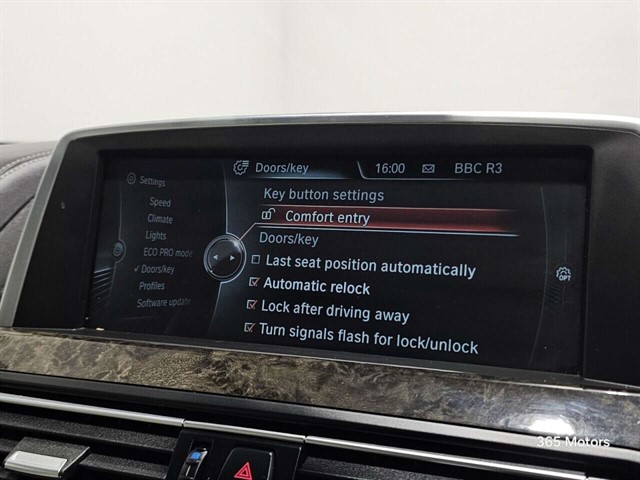 Doors/key 16:00 BBC R3
Settings
Speed
Climate
Lights
ECO PRO mode
Doors/key
Profiles
Software update
Key button settings
Comfort entry
Doors/key
Last seat position automatically
Automatic relock
Lock after driving away
Turn signals flash for lock/unlock
OPT
365 Motors